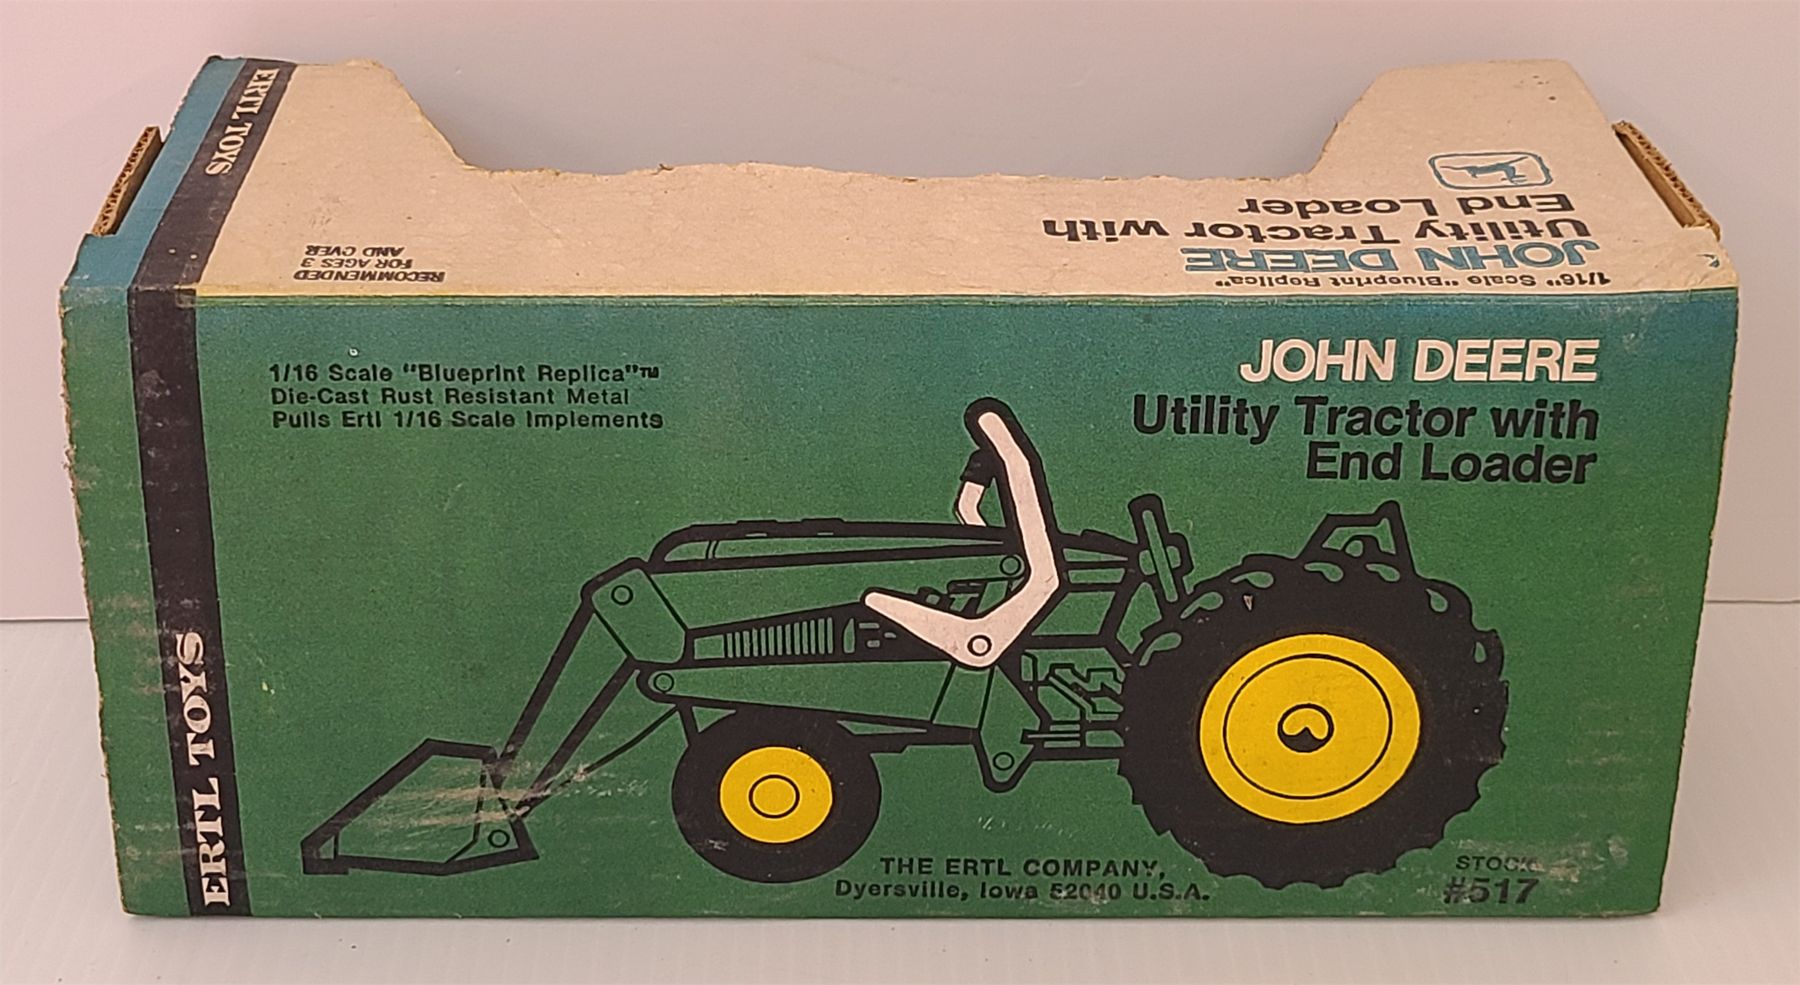 ERTL TOYS
RECOMMENDED
FOR AGES 3
AND OVER
1/16" Scale "Blueprint Replica"
JOHN DEERE
Utility Tractor with
End Loader
1/16 Scale "Blueprint Replica"™
Die-Cast Rust Resistant Metal
Pulls Ertl 1/16 Scale Implements
JOHN DEERE
Utility Tractor with
End Loader
ERTL TOYS
THE ERTL COMPANY,
Dyersville, Iowa 52040 U.S.A.
STOCK
#517